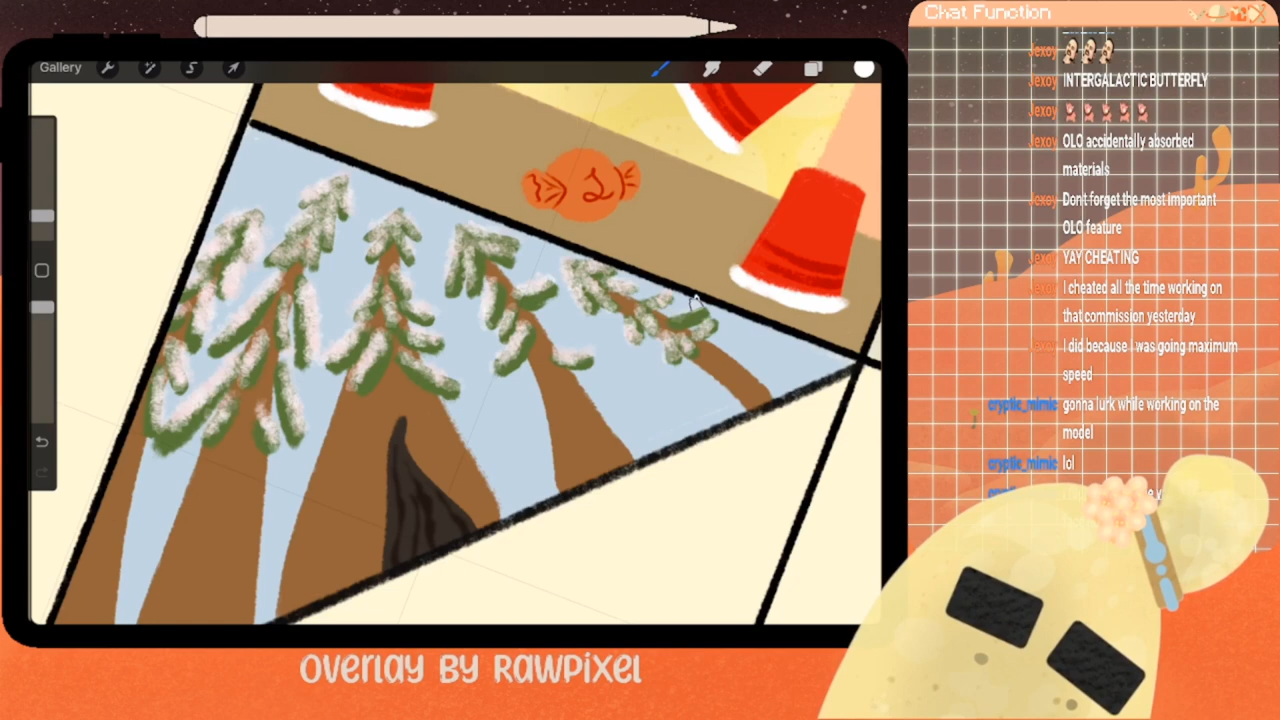 Chat Function
Gallery
Jexoy
Jexoy INTERGALACTIC BUTTERFLY
Jexoy
Jexoy OLO accidentally absorbed
materials
Jexoy Don't forget the most important
OLO feature
Jexoy YAY CHEATING
Jexoy I cheated all the time working on
that commission yesterday
Jexoy I did because I was going maximum
speed
cryptic_mimic gonna lurk while working on the
model
cryptic_mimic lol
OVERLAY BY RAWPIXEL